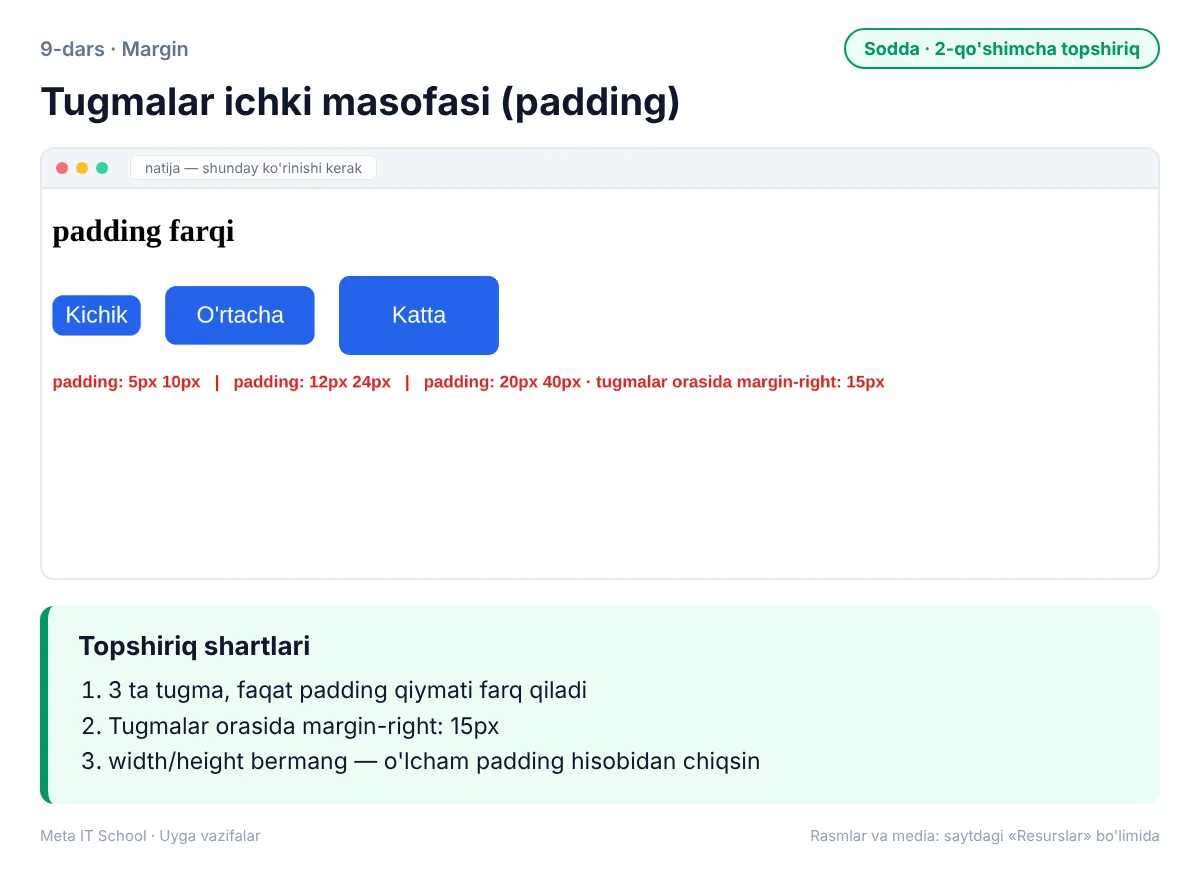 9-dars · Margin
Sodda · 2-qo'shimcha topshiriq
Tugmalar ichki masofasi (padding)
natija — shunday ko'rinishi kerak
padding farqi
Kichik O'rtacha Katta
padding: 5px 10px | padding: 12px 24px | padding: 20px 40px · tugmalar orasida margin-right: 15px
Topshiriq shartlari
1. 3 ta tugma, faqat padding qiymati farq qiladi
2. Tugmalar orasida margin-right: 15px
3. width/height bermang — o'lcham padding hisobidan chiqsin
Meta IT School · Uyga vazifalar
Rasmlar va media: saytdagi «Resurslar» bo'limida